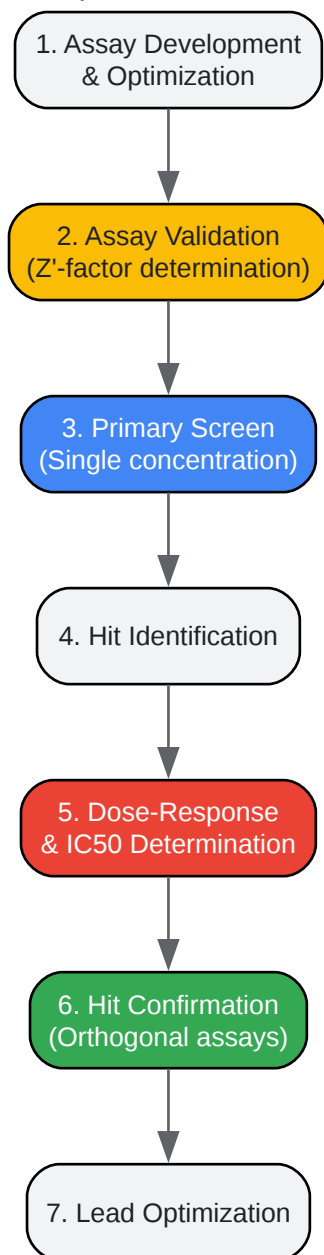 1. Assay Development
& Optimization
2. Assay Validation
(Z'-factor determination)
3. Primary Screen
(Single concentration)
4. Hit Identification
5. Dose-Response
& IC50 Determination
6. Hit Confirmation
(Orthogonal assays)
7. Lead Optimization